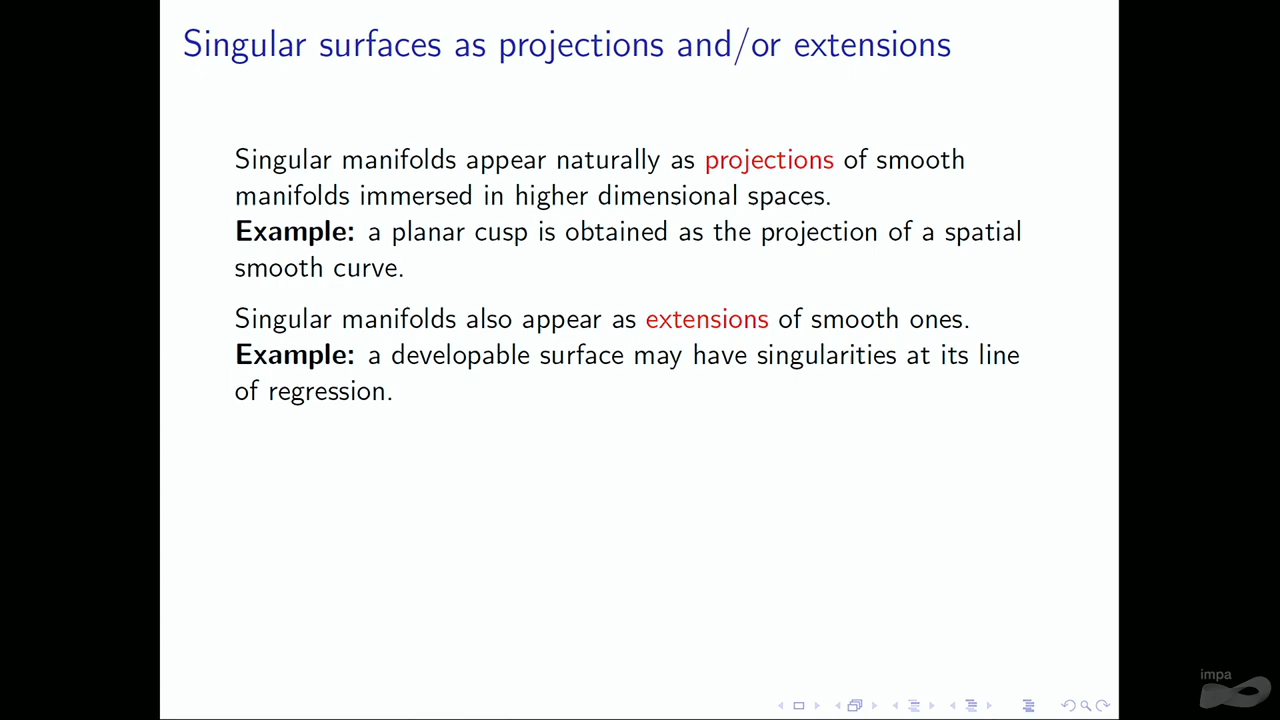 Singular surfaces as projections and/or extensions
Singular manifolds appear naturally as projections of smooth
manifolds immersed in higher dimensional spaces.
Example: a planar cusp is obtained as the projection of a spatial
smooth curve.
Singular manifolds also appear as extensions of smooth ones.
Example: a developable surface may have singularities at its line
of regression.
impa